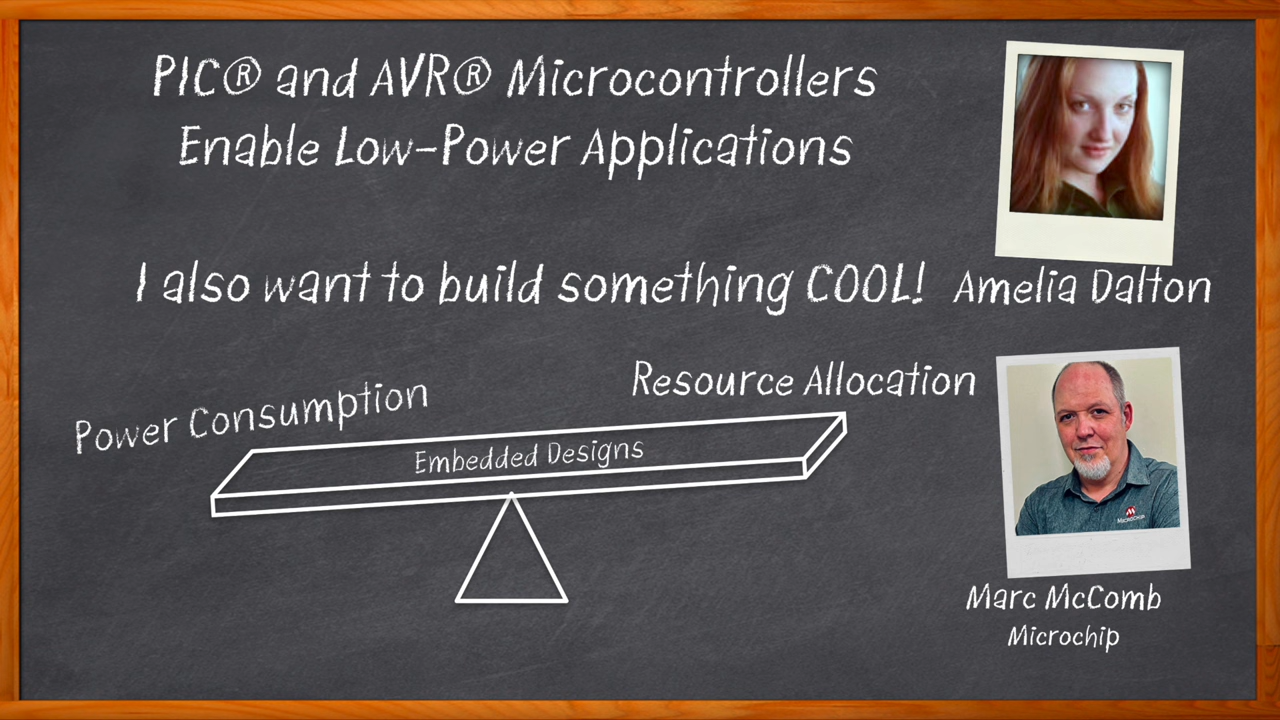 PIC® and AVR® Microcontrollers
Enable Low-Power Applications
I also want to build something COOL!
Amelia Dalton
Power Consumption
Resource Allocation
Embedded Designs
MICROCHIP
Marc McComb
Microchip